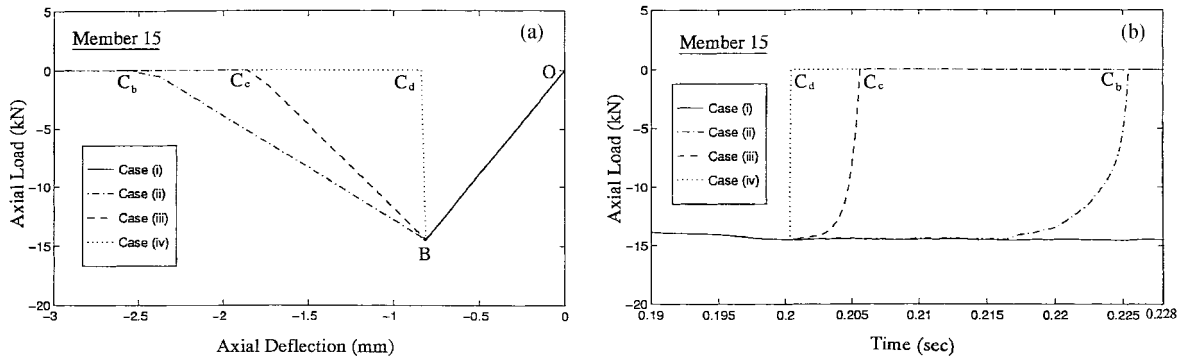 Member 15
(a)
0
−5
−10
−15
−20
Axial Load (kN)
C_b
C_c
C_d
O
B
Case (i)
Case (ii)
Case (iii)
Case (iv)
−3
−2.5
−2
−1.5
−1
−0.5
0
Axial Deflection (mm)
5
Member 15
(b)
5
0
−5
−10
−15
−20
Axial Load (kN)
C_d
C_c
C_b
Case (i)
Case (ii)
Case (iii)
Case (iv)
0.19
0.195
0.2
0.205
0.21
0.215
0.22
0.225
0.228
Time (sec)